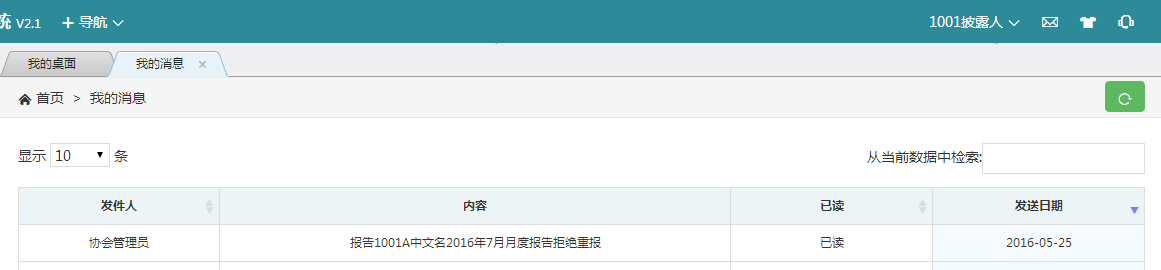 统 V2.1 + 导航 1001披露人
我的桌面 我的消息 ×
首页 > 我的消息
显示 10 条 从当前数据中检索:
发件人 内容 已读 发送日期
协会管理员 报告1001A中文名2016年7月月度报告拒绝重报 已读 2016-05-25